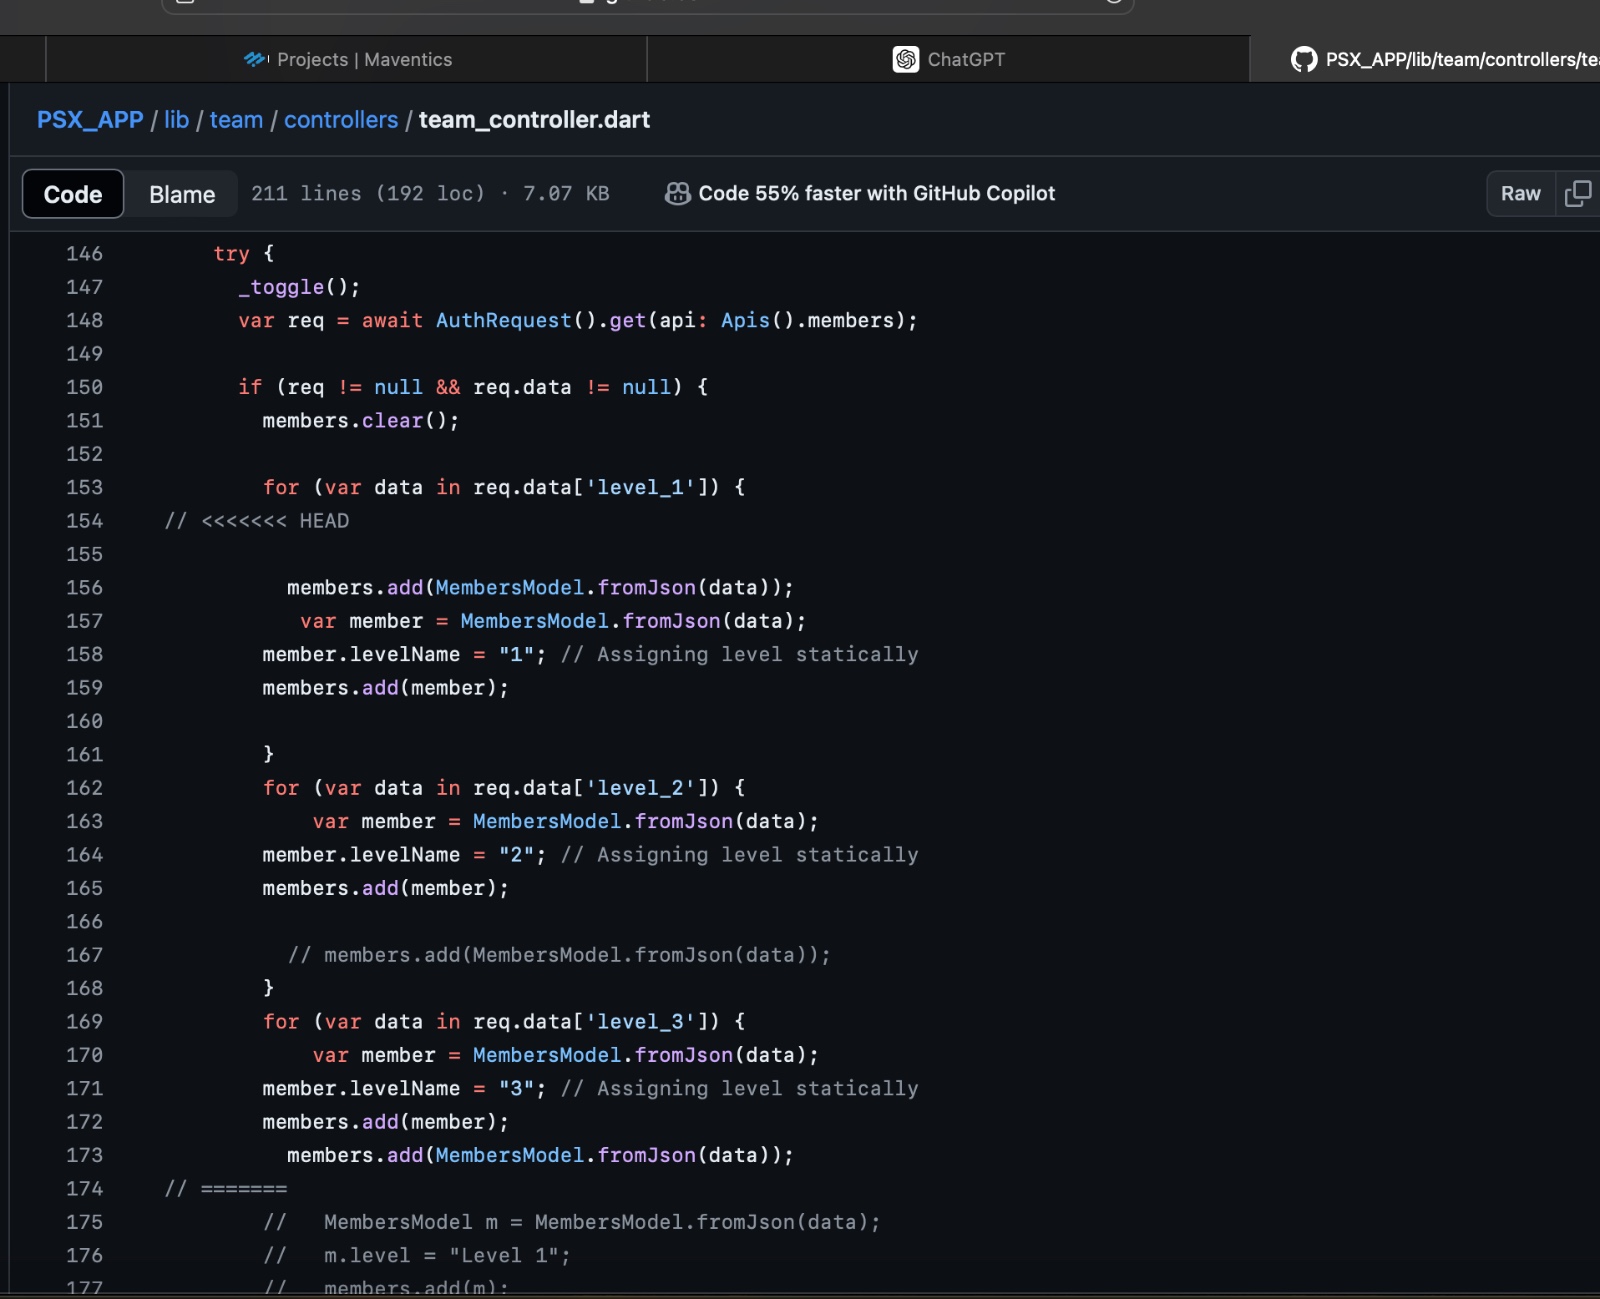 Projects | Maventics
ChatGPT
PSX_APP/lib/team/controllers/te
PSX_APP / lib / team / controllers / team_controller.dart
Code Blame 211 lines (192 loc) · 7.07 KB Code 55% faster with GitHub Copilot Raw
146 try {
147 _toggle();
148 var req = await AuthRequest().get(api: Apis().members);
149
150 if (req != null && req.data != null) {
151 members.clear();
152
153 for (var data in req.data['level_1']) {
154 // <<<<<<< HEAD
155
156 members.add(MembersModel.fromJson(data));
157 var member = MembersModel.fromJson(data);
158 member.levelName = "1"; // Assigning level statically
159 members.add(member);
160
161 }
162 for (var data in req.data['level_2']) {
163 var member = MembersModel.fromJson(data);
164 member.levelName = "2"; // Assigning level statically
165 members.add(member);
166
167 // members.add(MembersModel.fromJson(data));
168 }
169 for (var data in req.data['level_3']) {
170 var member = MembersModel.fromJson(data);
171 member.levelName = "3"; // Assigning level statically
172 members.add(member);
173 members.add(MembersModel.fromJson(data));
174 // =======
175 // MembersModel m = MembersModel.fromJson(data);
176 // m.level = "Level 1";
177 // members.add(m);